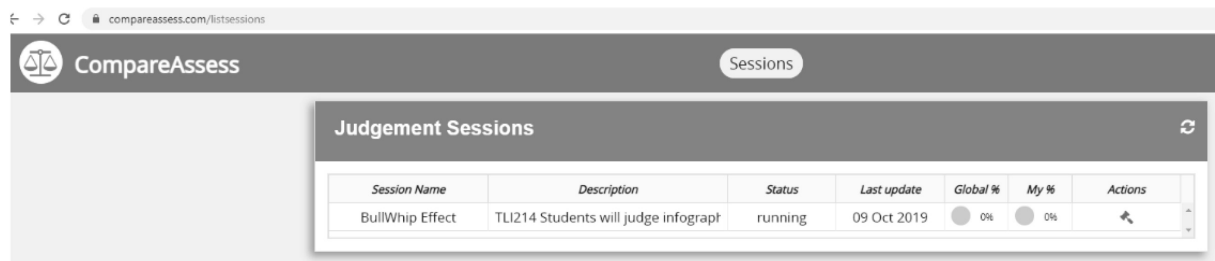 compareassess.com/listsessions
CompareAssess
Sessions
Judgement Sessions
Session Name Description Status Last update Global % My % Actions
BullWhip Effect TLI214 Students will judge infograph running 09 Oct 2019 0% 0%